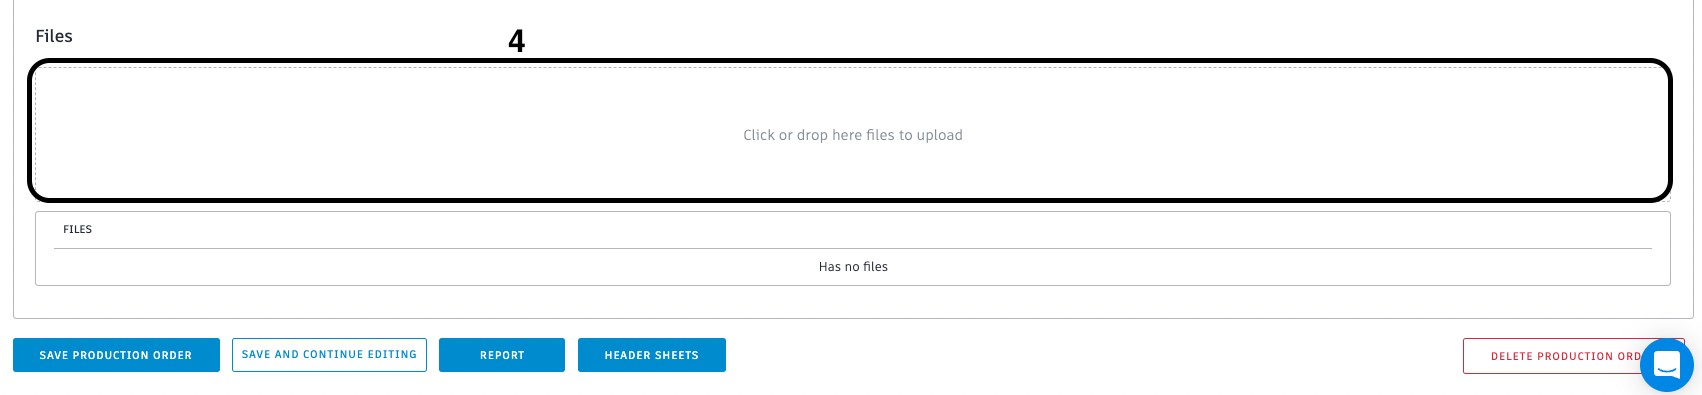 Files
4
Click or drop here files to upload
FILES
Has no files
SAVE PRODUCTION ORDER
SAVE AND CONTINUE EDITING
REPORT
HEADER SHEETS
DELETE PRODUCTION ORD